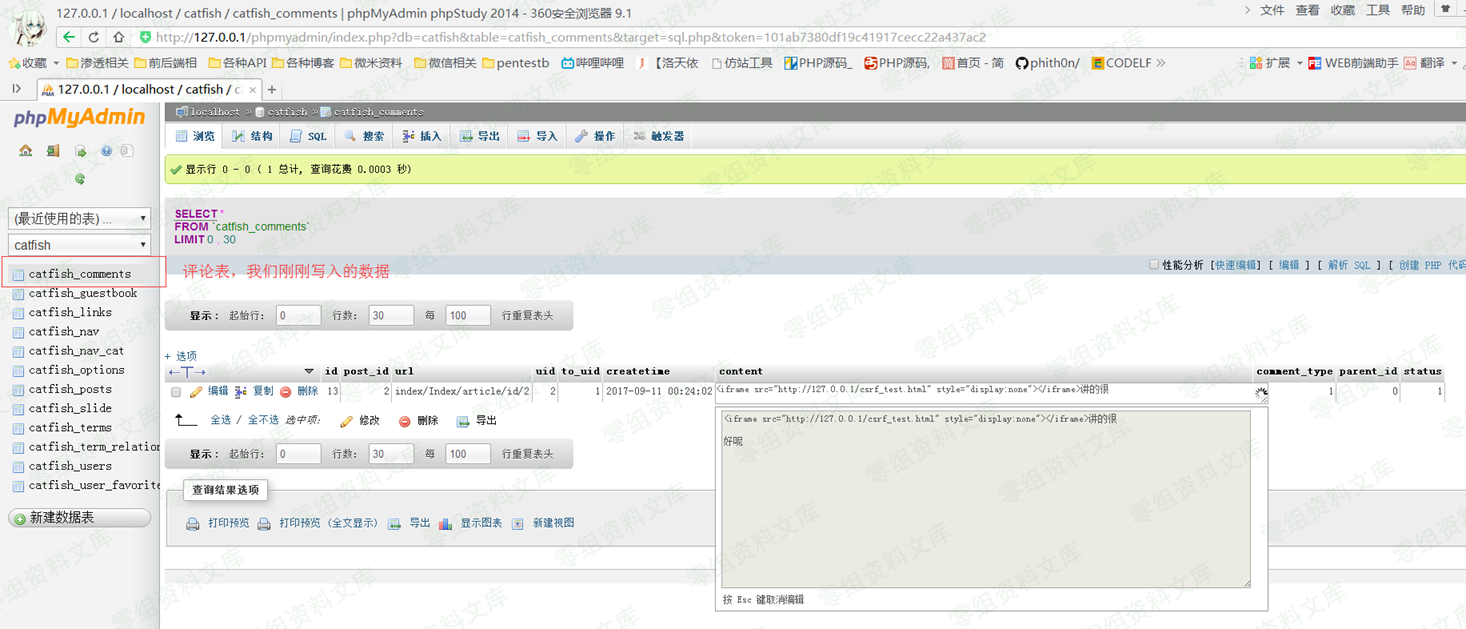 127.0.0.1 / localhost / catfish / catfish_comments | phpMyAdmin phpStudy 2014 - 360安全浏览器 9.1
文件 查看 收藏 工具 帮助
http://127.0.0.1/phpmyadmin/index.php?db=catfish&table=catfish_comments&target=sql.php&token=101ab7380df19c41917cecc22a437ac2
收藏 渗透相关 前后端相 各种API 各种博客 微米资料 微信相关 pentestb 哔哩哔哩 【洛天依 仿站工具 PHP源码_ PHP源码, 简 首页 - 简 phith0n/ CODELF » 扩展 WEB前端助手 翻译
127.0.0.1 / localhost / catfish / c
phpMyAdmin
localhost » catfish » catfish_comments
浏览 结构 SQL 搜索 插入 导出 导入 操作 触发器
显示行 0 - 0 ( 1 总计, 查询花费 0.0003 秒)
(最近使用的表) ...
catfish
SELECT *
FROM `catfish_comments`
LIMIT 0 , 30
性能分析 [快速编辑] [ 编辑 ] [ 解析 SQL ] [ 创建 PHP 代码
catfish_comments
评论表，我们刚刚写入的数据
catfish_guestbook
catfish_links
catfish_nav
catfish_nav_cat
catfish_options
catfish_posts
catfish_slide
catfish_terms
catfish_term_relation
catfish_users
catfish_user_favorite
新建数据表
显示： 起始行: 0 行数: 30 每 100 行重复表头
+ 选项
←T→ id post_id url uid to_uid createtime content comment_type parent_id status
编辑 复制 删除 13 2 index/Index/article/id/2 2 1 2017-09-11 00:24:02 <iframe src="http://127.0.0.1/csrf_test.html" style="display:none"></iframe>讲的很 1 0 1
全选 / 全不选 选中项: 修改 删除 导出
<iframe src="http://127.0.0.1/csrf_test.html" style="display:none"></iframe>讲的很
好呢
按 Esc 键取消编辑
显示： 起始行: 0 行数: 30 每 100 行重复表头
查询结果选项
打印预览 打印预览 (全文显示) 导出 显示图表 新建视图
零组资料文库